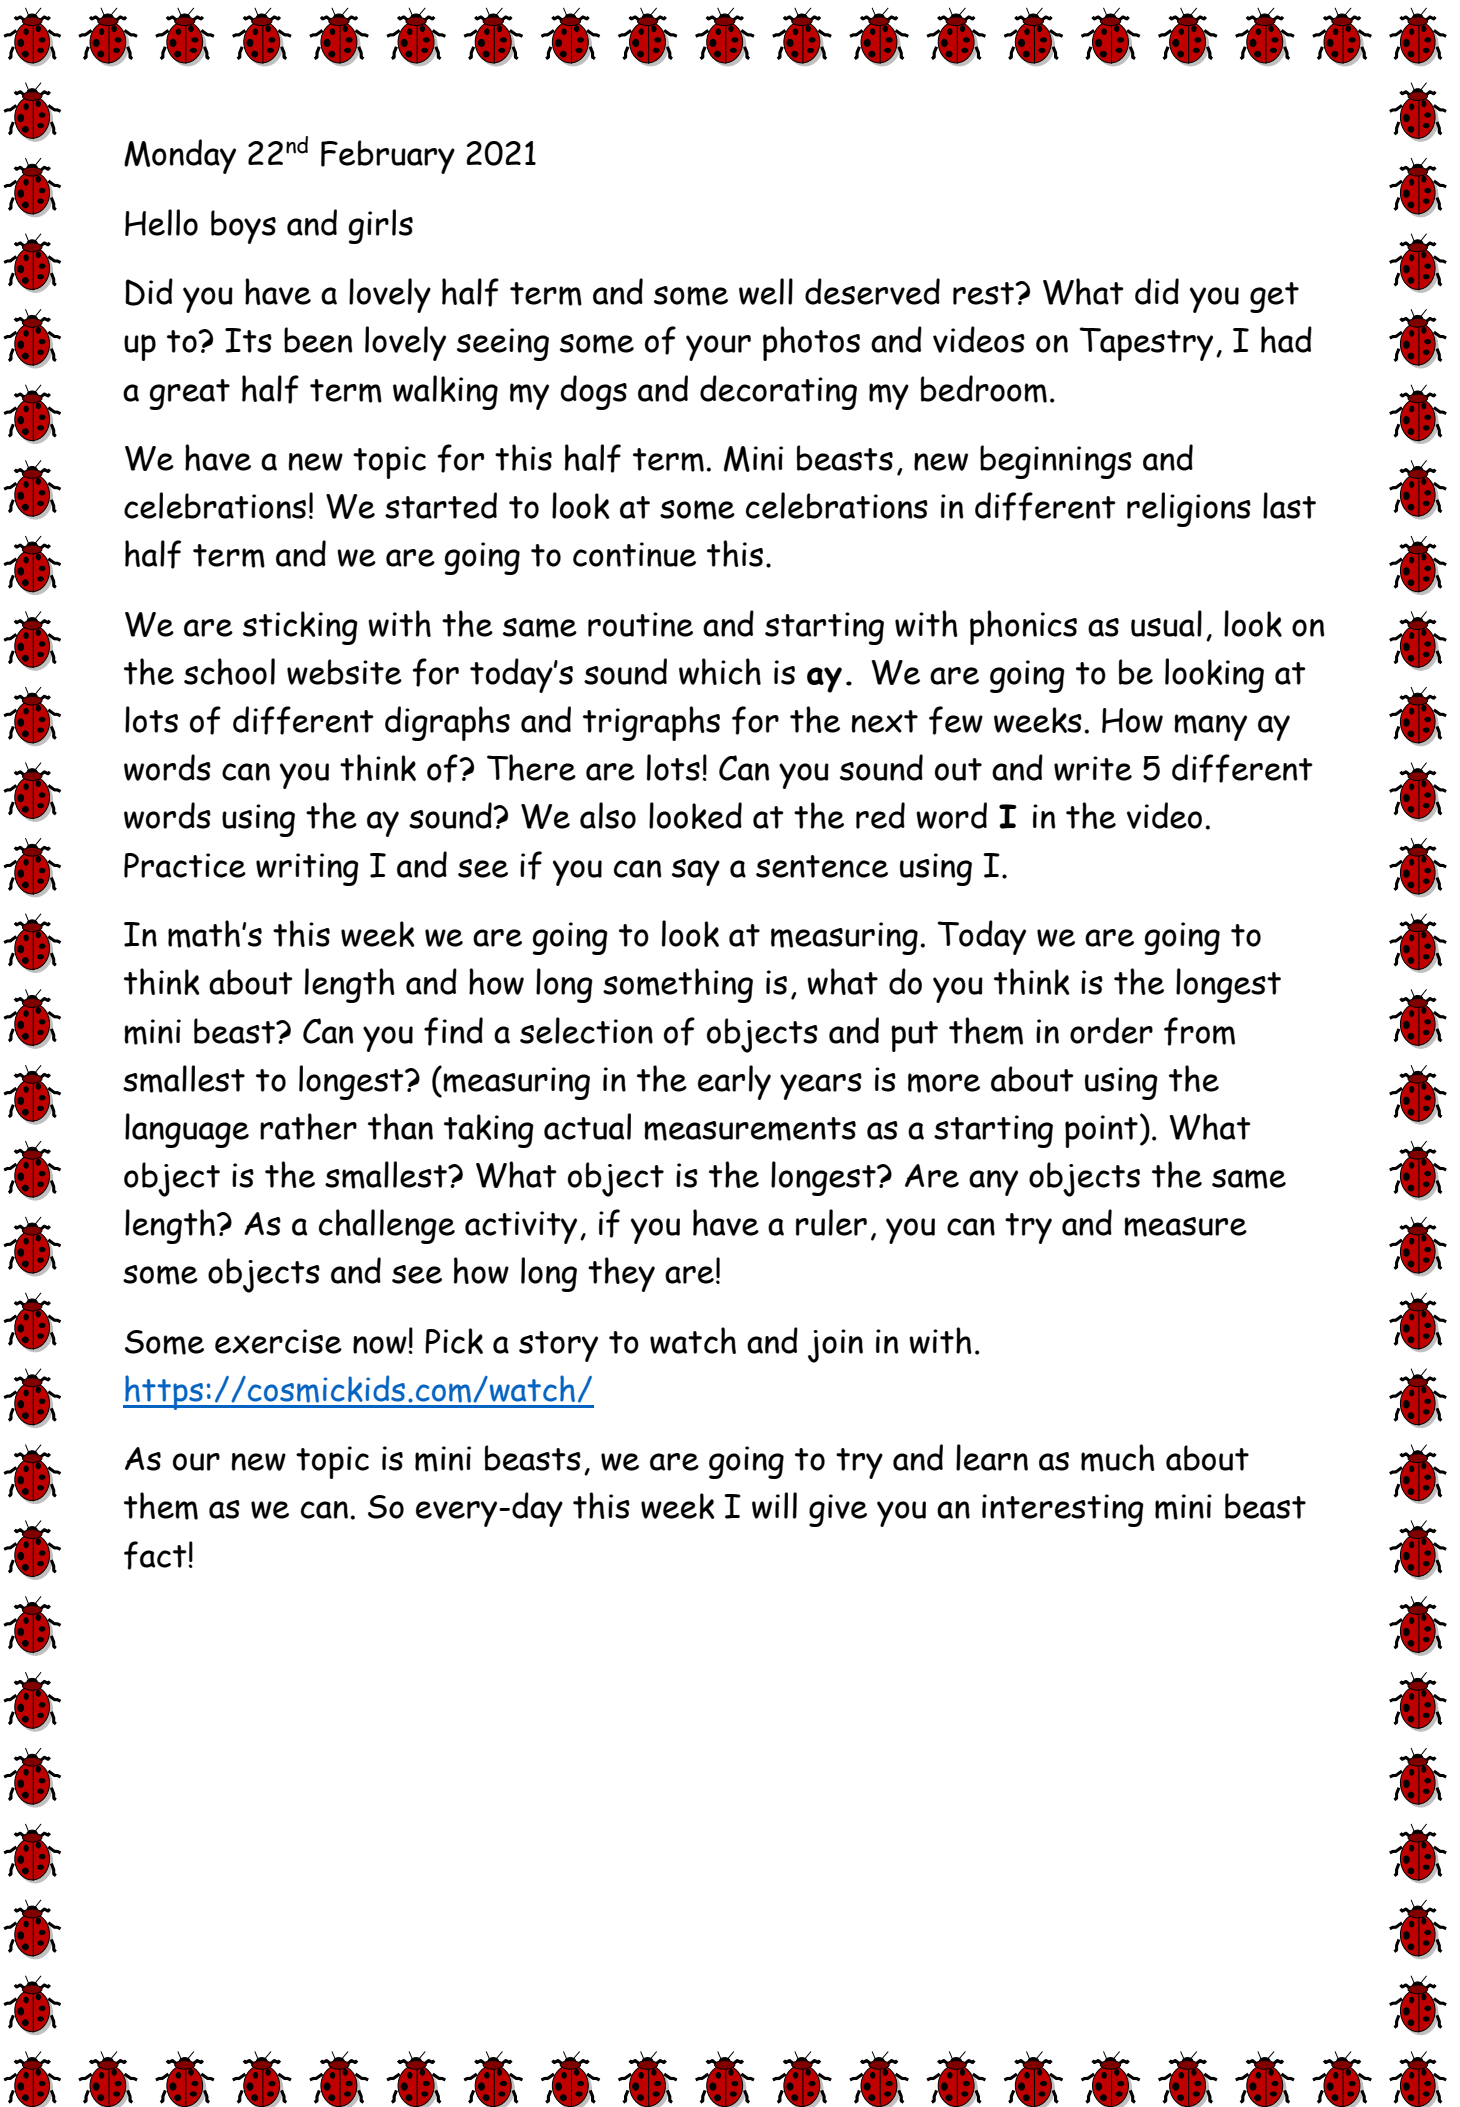 Monday 22nd February 2021
Hello boys and girls
Did you have a lovely half term and some well deserved rest? What did you get
up to? Its been lovely seeing some of your photos and videos on Tapestry, I had
a great half term walking my dogs and decorating my bedroom.
We have a new topic for this half term. Mini beasts, new beginnings and
celebrations! We started to look at some celebrations in different religions last
half term and we are going to continue this.
We are sticking with the same routine and starting with phonics as usual, look on
the school website for today’s sound which is ay. We are going to be looking at
lots of different digraphs and trigraphs for the next few weeks. How many ay
words can you think of? There are lots! Can you sound out and write 5 different
words using the ay sound? We also looked at the red word I in the video.
Practice writing I and see if you can say a sentence using I.
In math’s this week we are going to look at measuring. Today we are going to
think about length and how long something is, what do you think is the longest
mini beast? Can you find a selection of objects and put them in order from
smallest to longest? (measuring in the early years is more about using the
language rather than taking actual measurements as a starting point). What
object is the smallest? What object is the longest? Are any objects the same
length? As a challenge activity, if you have a ruler, you can try and measure
some objects and see how long they are!
Some exercise now! Pick a story to watch and join in with.
https://cosmickids.com/watch/
As our new topic is mini beasts, we are going to try and learn as much about
them as we can. So every-day this week I will give you an interesting mini beast
fact!